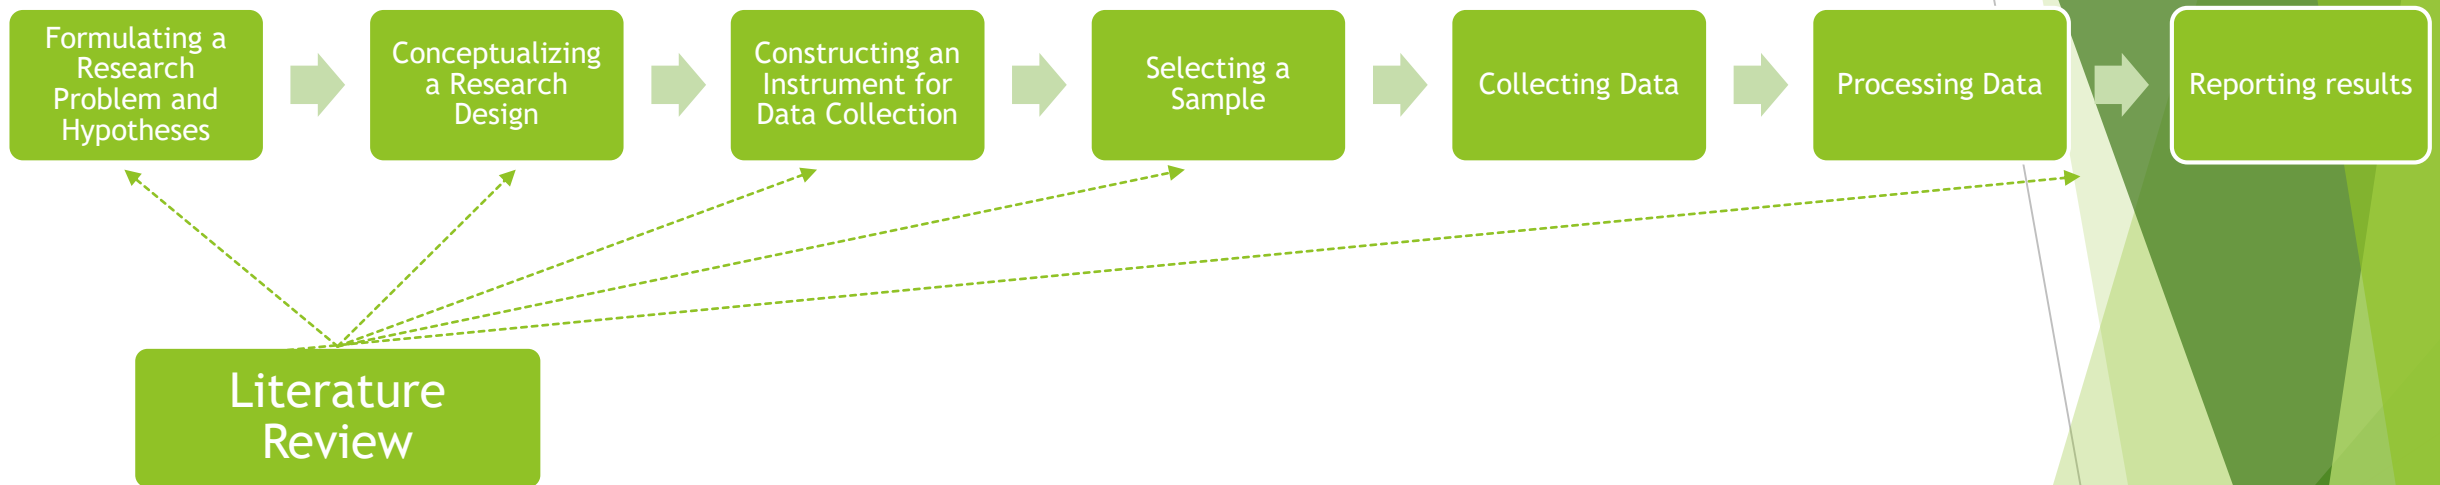 Formulating a
Research
Problem and
Hypotheses
Conceptualizing
a Research
Design
Constructing an
Instrument for
Data Collection
Selecting a
Sample
Collecting Data
Processing Data
Reporting results
Literature
Review